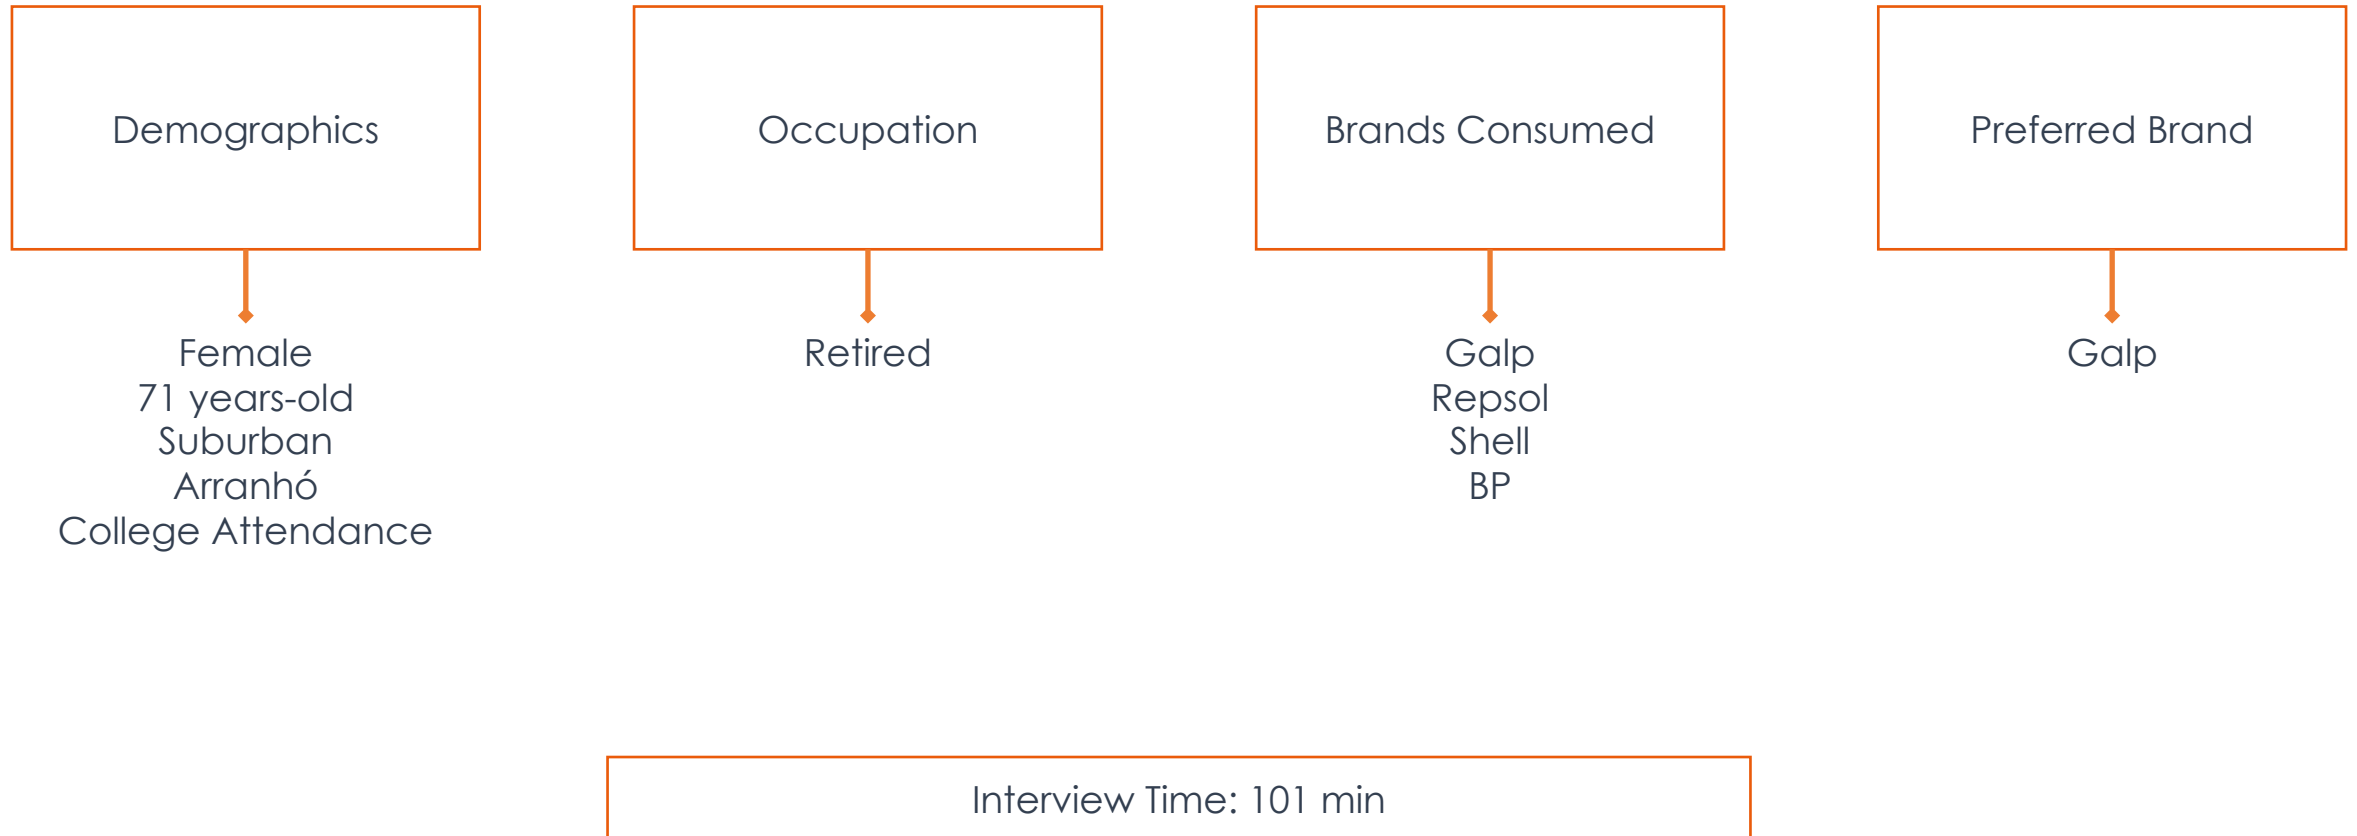 Demographics
Female
71 years-old
Suburban
Arranhó
College Attendance
Occupation
Retired
Brands Consumed
Galp
Repsol
Shell
BP
Preferred Brand
Galp
Interview Time: 101 min